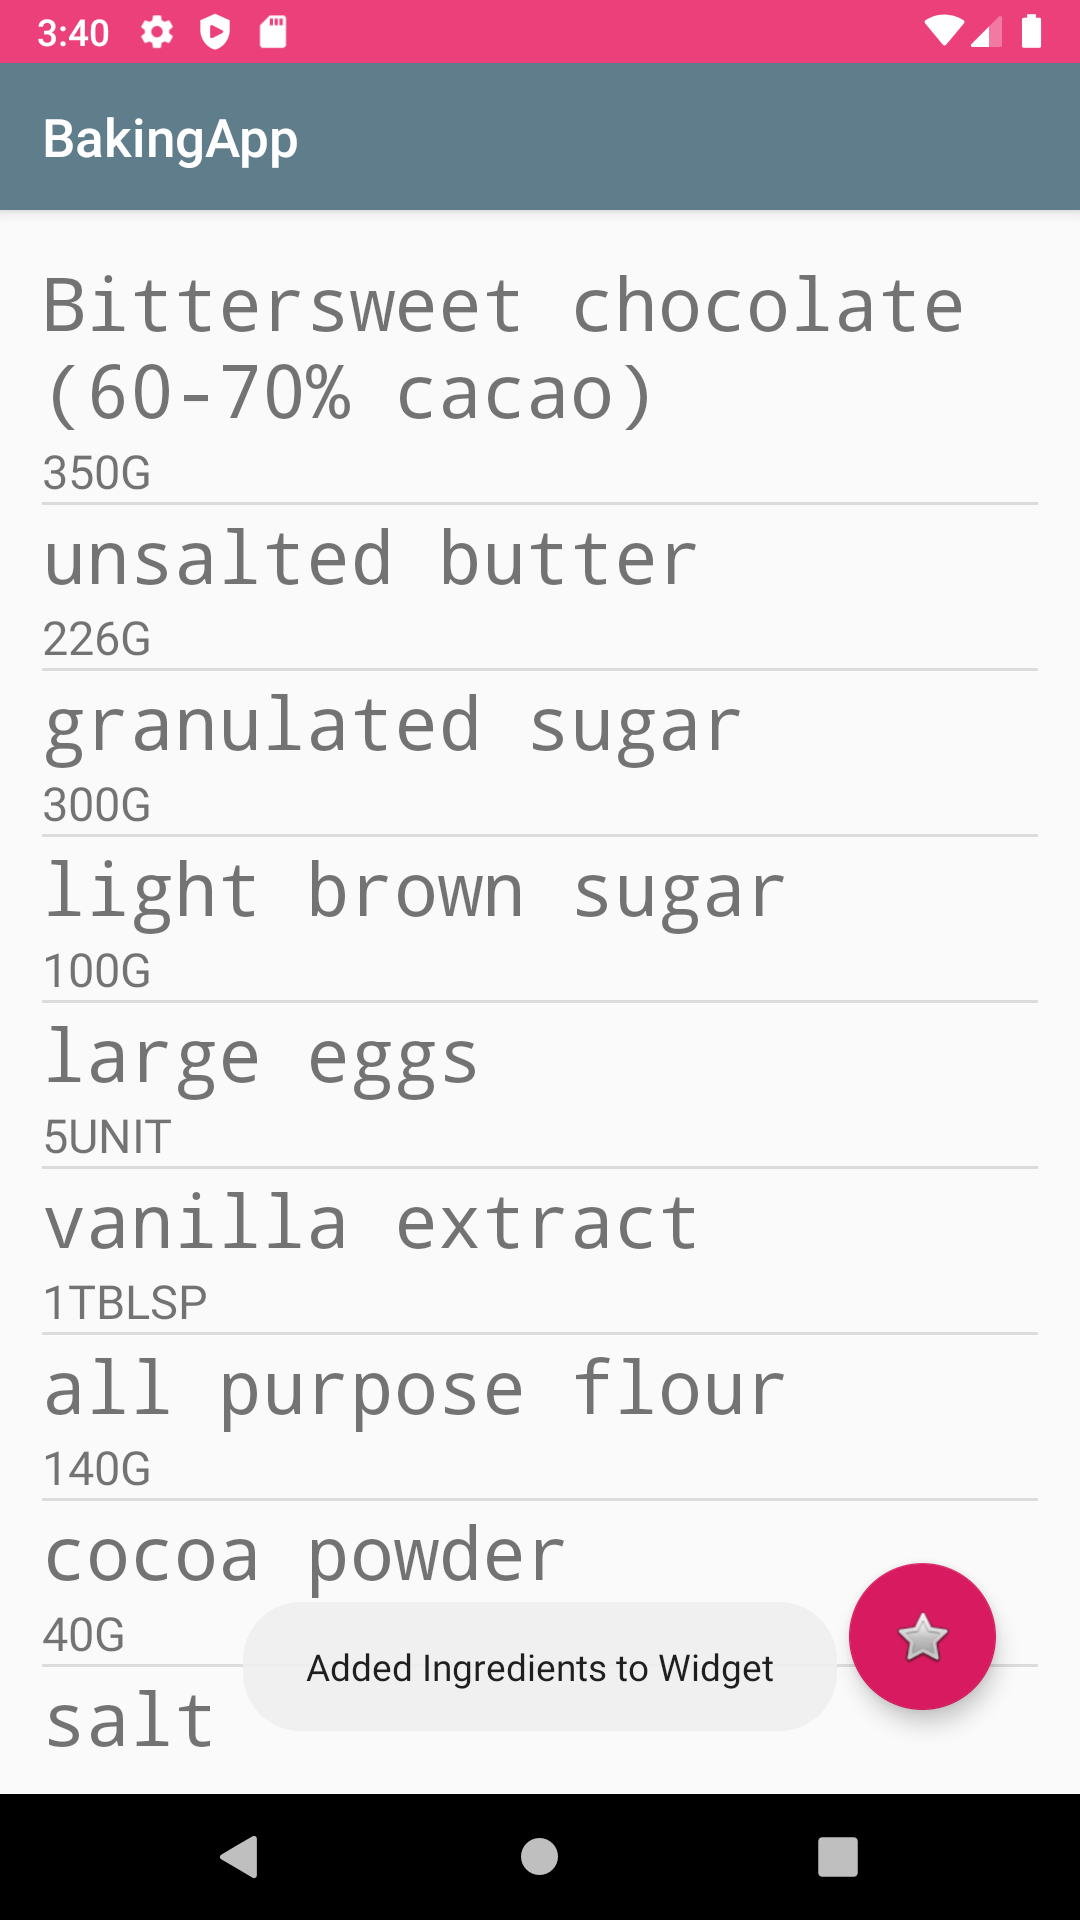 3:40
BakingApp
Bittersweet chocolate
(60-70% cacao)
350G
unsalted butter
226G
granulated sugar
300G
light brown sugar
100G
large eggs
5UNIT
vanilla extract
1TBLSP
all purpose flour
140G
cocoa powder
40G
Added Ingredients to Widget
salt